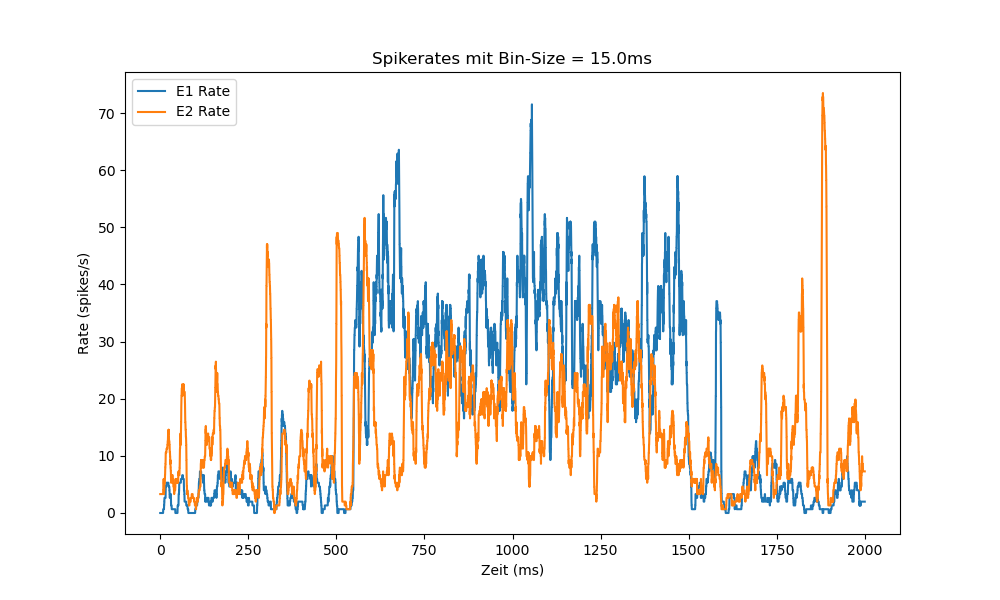 Spikerates mit Bin-Size = 15.0ms
E1 Rate
E2 Rate
70
60
50
40
30
20
10
0
Rate (spikes/s)
0 250 500 750 1000 1250 1500 1750 2000
Zeit (ms)